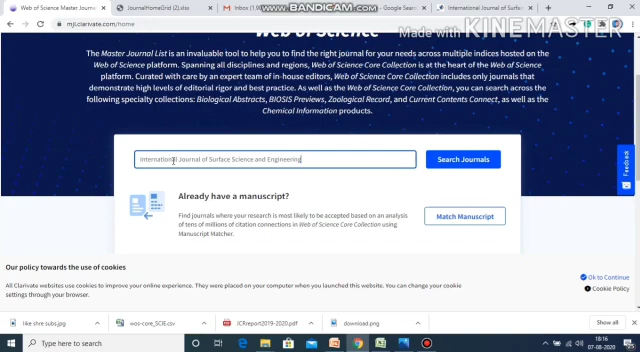 Web of Science Master Journ
JournalHomeGrid (2).xlsx
Inbox (1,90
- Google Search
International Journal of Surfa
www.BANDICAM.com
Made with KINEMASTER
mjl.clarivate.com/home
Web of Science
The Master Journal List is an invaluable tool to help you to find the right journal for your needs across multiple indices hosted on
the Web of Science platform. Spanning all disciplines and regions, Web of Science Core Collection is at the heart of the Web of Science
platform. Curated with care by an expert team of in-house editors, Web of Science Core Collection includes only journals that
demonstrate high levels of editorial rigor and best practice. As well as the Web of Science Core Collection, you can search across the
following specialty collections: Biological Abstracts, BIOSIS Previews, Zoological Record, and Current Contents Connect, as well as the
Chemical Information products.
Feedback
International Journal of Surface Science and Engineering
Search Journals
Already have a manuscript?
Find journals where your research is most likely to be accepted based on an analysis
of tens of millions of citation connections in Web of Science Core Collection using
Manuscript Matcher.
Match Manuscript
Our policy towards the use of cookies
All Clarivate websites use cookies to improve your online experience. They were placed on your computer when you launched this website. You can change your cookie
settings through your browser.
Ok to Continue
Cookie Policy
like shre subs.jpg
wos-core_SCIE.csv
JCRreport2019-2020.pdf
download.png
Show all
Type here to search
18:16
07-08-2020